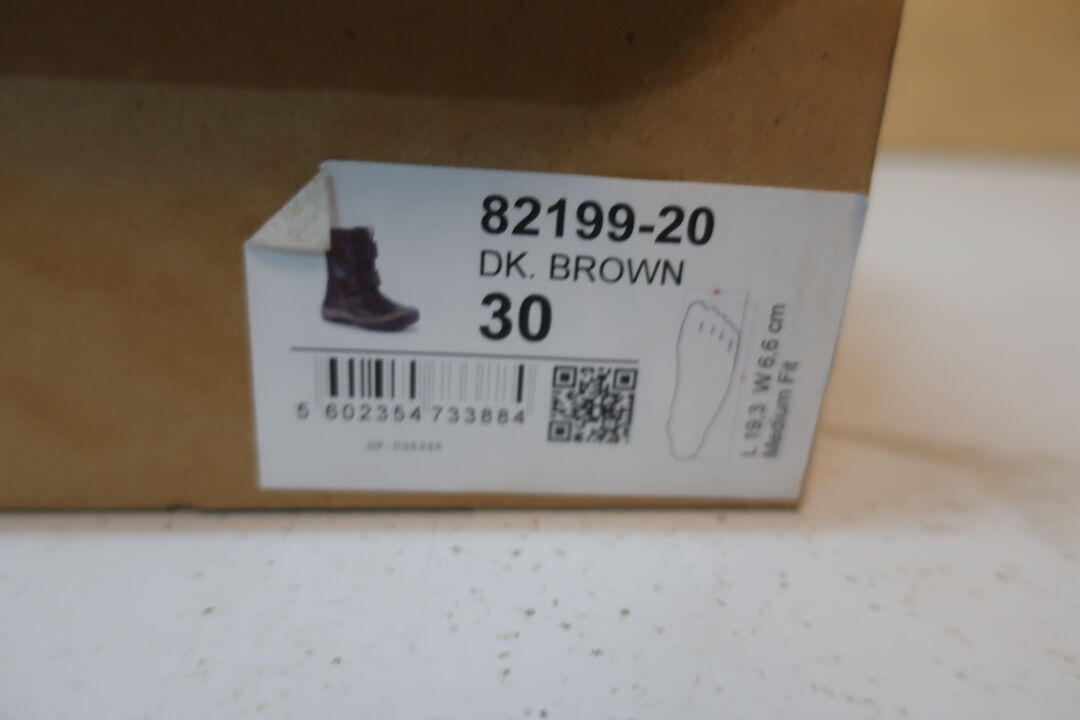 82199-20
DK. BROWN
30
5 602354 733884
L 19,3 W 6,6 cm
Medium Fit